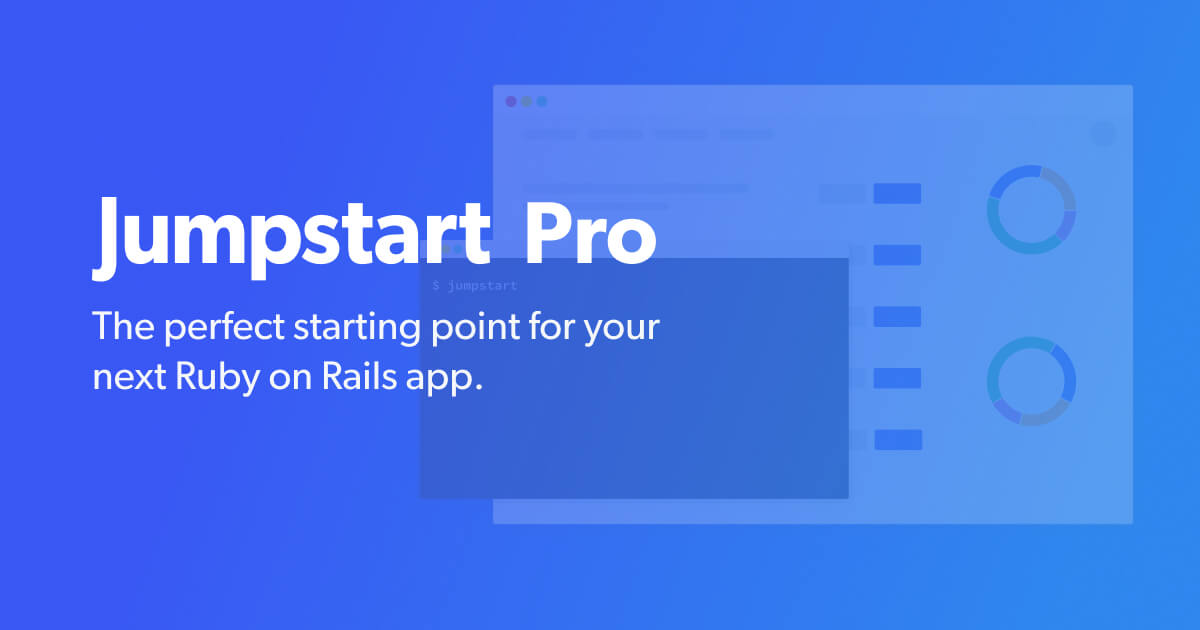 Jumpstart Pro
$ jumpstart
The perfect starting point for your
next Ruby on Rails app.